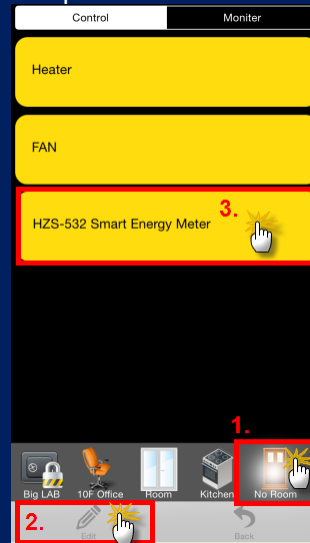 Control Moniter
Heater
FAN
HZS-532 Smart Energy Meter 3.
1.
Big LAB 10F Office Room Kitchen No Room
2. Edit Back